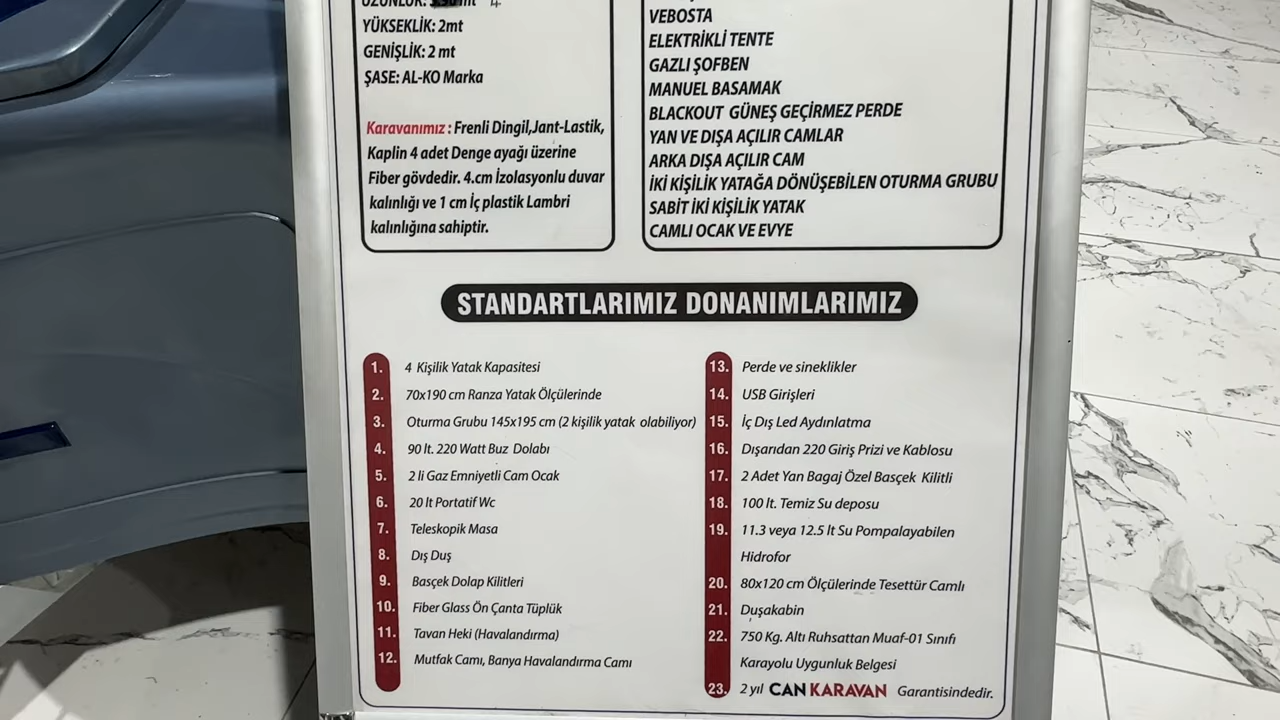 UZUNLUK: 3.90 mt 4
YÜKSEKLİK: 2mt
GENİŞLİK: 2 mt
ŞASE: AL-KO Marka
Karavanımız : Frenli Dingil,Jant-Lastik,
Kaplin 4 adet Denge ayağı üzerine
Fiber gövdedir. 4.cm İzolasyonlu duvar
kalınlığı ve 1 cm İç plastik Lambri
kalınlığına sahiptir.
VEBOSTA
ELEKTRİKLİ TENTE
GAZLI ŞOFBEN
MANUEL BASAMAK
BLACKOUT GÜNEŞ GEÇİRMEZ PERDE
YAN VE DIŞA AÇILIR CAMLAR
ARKA DIŞA AÇILIR CAM
İKİ KİŞİLİK YATAĞA DÖNÜŞEBİLEN OTURMA GRUBU
SABİT İKİ KİŞİLİK YATAK
CAMLI OCAK VE EVYE
STANDARTLARIMIZ DONANIMLARIMIZ
1. 4 Kişilik Yatak Kapasitesi
2. 70x190 cm Ranza Yatak Ölçülerinde
3. Oturma Grubu 145x195 cm (2 kişilik yatak olabiliyor)
4. 90 lt. 220 Watt Buz Dolabı
5. 2 li Gaz Emniyetli Cam Ocak
6. 20 lt Portatif Wc
7. Teleskopik Masa
8. Dış Duş
9. Basçek Dolap Kilitleri
10. Fiber Glass Ön Çanta Tüplük
11. Tavan Heki (Havalandırma)
12. Mutfak Camı, Banya Havalandırma Camı
13. Perde ve sineklikler
14. USB Girişleri
15. İç Dış Led Aydınlatma
16. Dışarıdan 220 Giriş Prizi ve Kablosu
17. 2 Adet Yan Bagaj Özel Basçek Kilitli
18. 100 lt. Temiz Su deposu
19. 11.3 veya 12.5 lt Su Pompalayabilen
Hidrofor
20. 80x120 cm Ölçülerinde Tesettür Camlı
21. Duşakabin
22. 750 Kg. Altı Ruhsattan Muaf-01 Sınıfı
Karayolu Uygunluk Belgesi
23. 2 yıl CAN KARAVAN Garantisindedir.